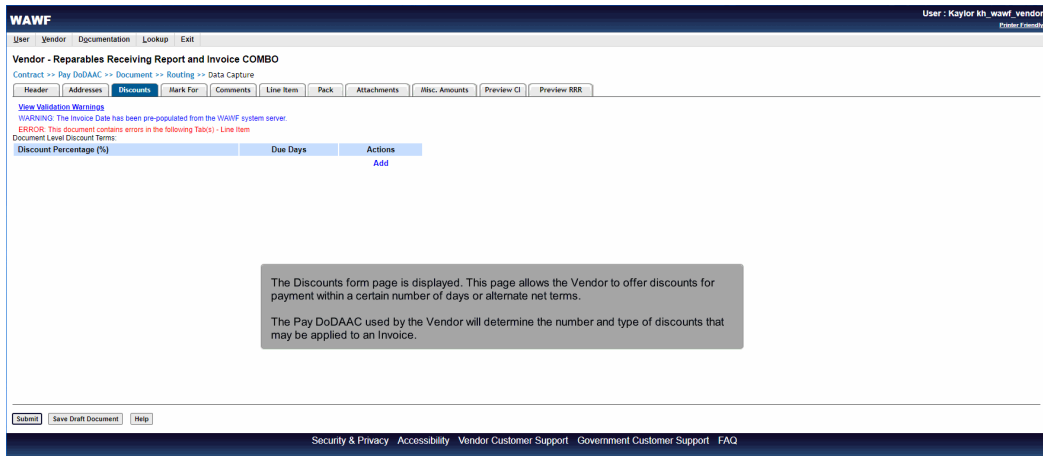 WAWF
User : Kaylor kh_wawf_vendor
Printer Friendly
User Vendor Documentation Lookup Exit
Vendor - Reparables Receiving Report and Invoice COMBO
Contract >> Pay DoDAAC >> Document >> Routing >> Data Capture
Header Addresses Discounts Mark For Comments Line Item Pack Attachments Misc. Amounts Preview CI Preview RRR
View Validation Warnings
WARNING: The Invoice Date has been pre-populated from the WAWF system server.
ERROR: This document contains errors in the following Tab(s) - Line Item
Document Level Discount Terms:
Discount Percentage (%) Due Days Actions
Add
The Discounts form page is displayed. This page allows the Vendor to offer discounts for
payment within a certain number of days or alternate net terms.
The Pay DoDAAC used by the Vendor will determine the number and type of discounts that
may be applied to an Invoice.
Submit Save Draft Document Help
Security & Privacy Accessibility Vendor Customer Support Government Customer Support FAQ